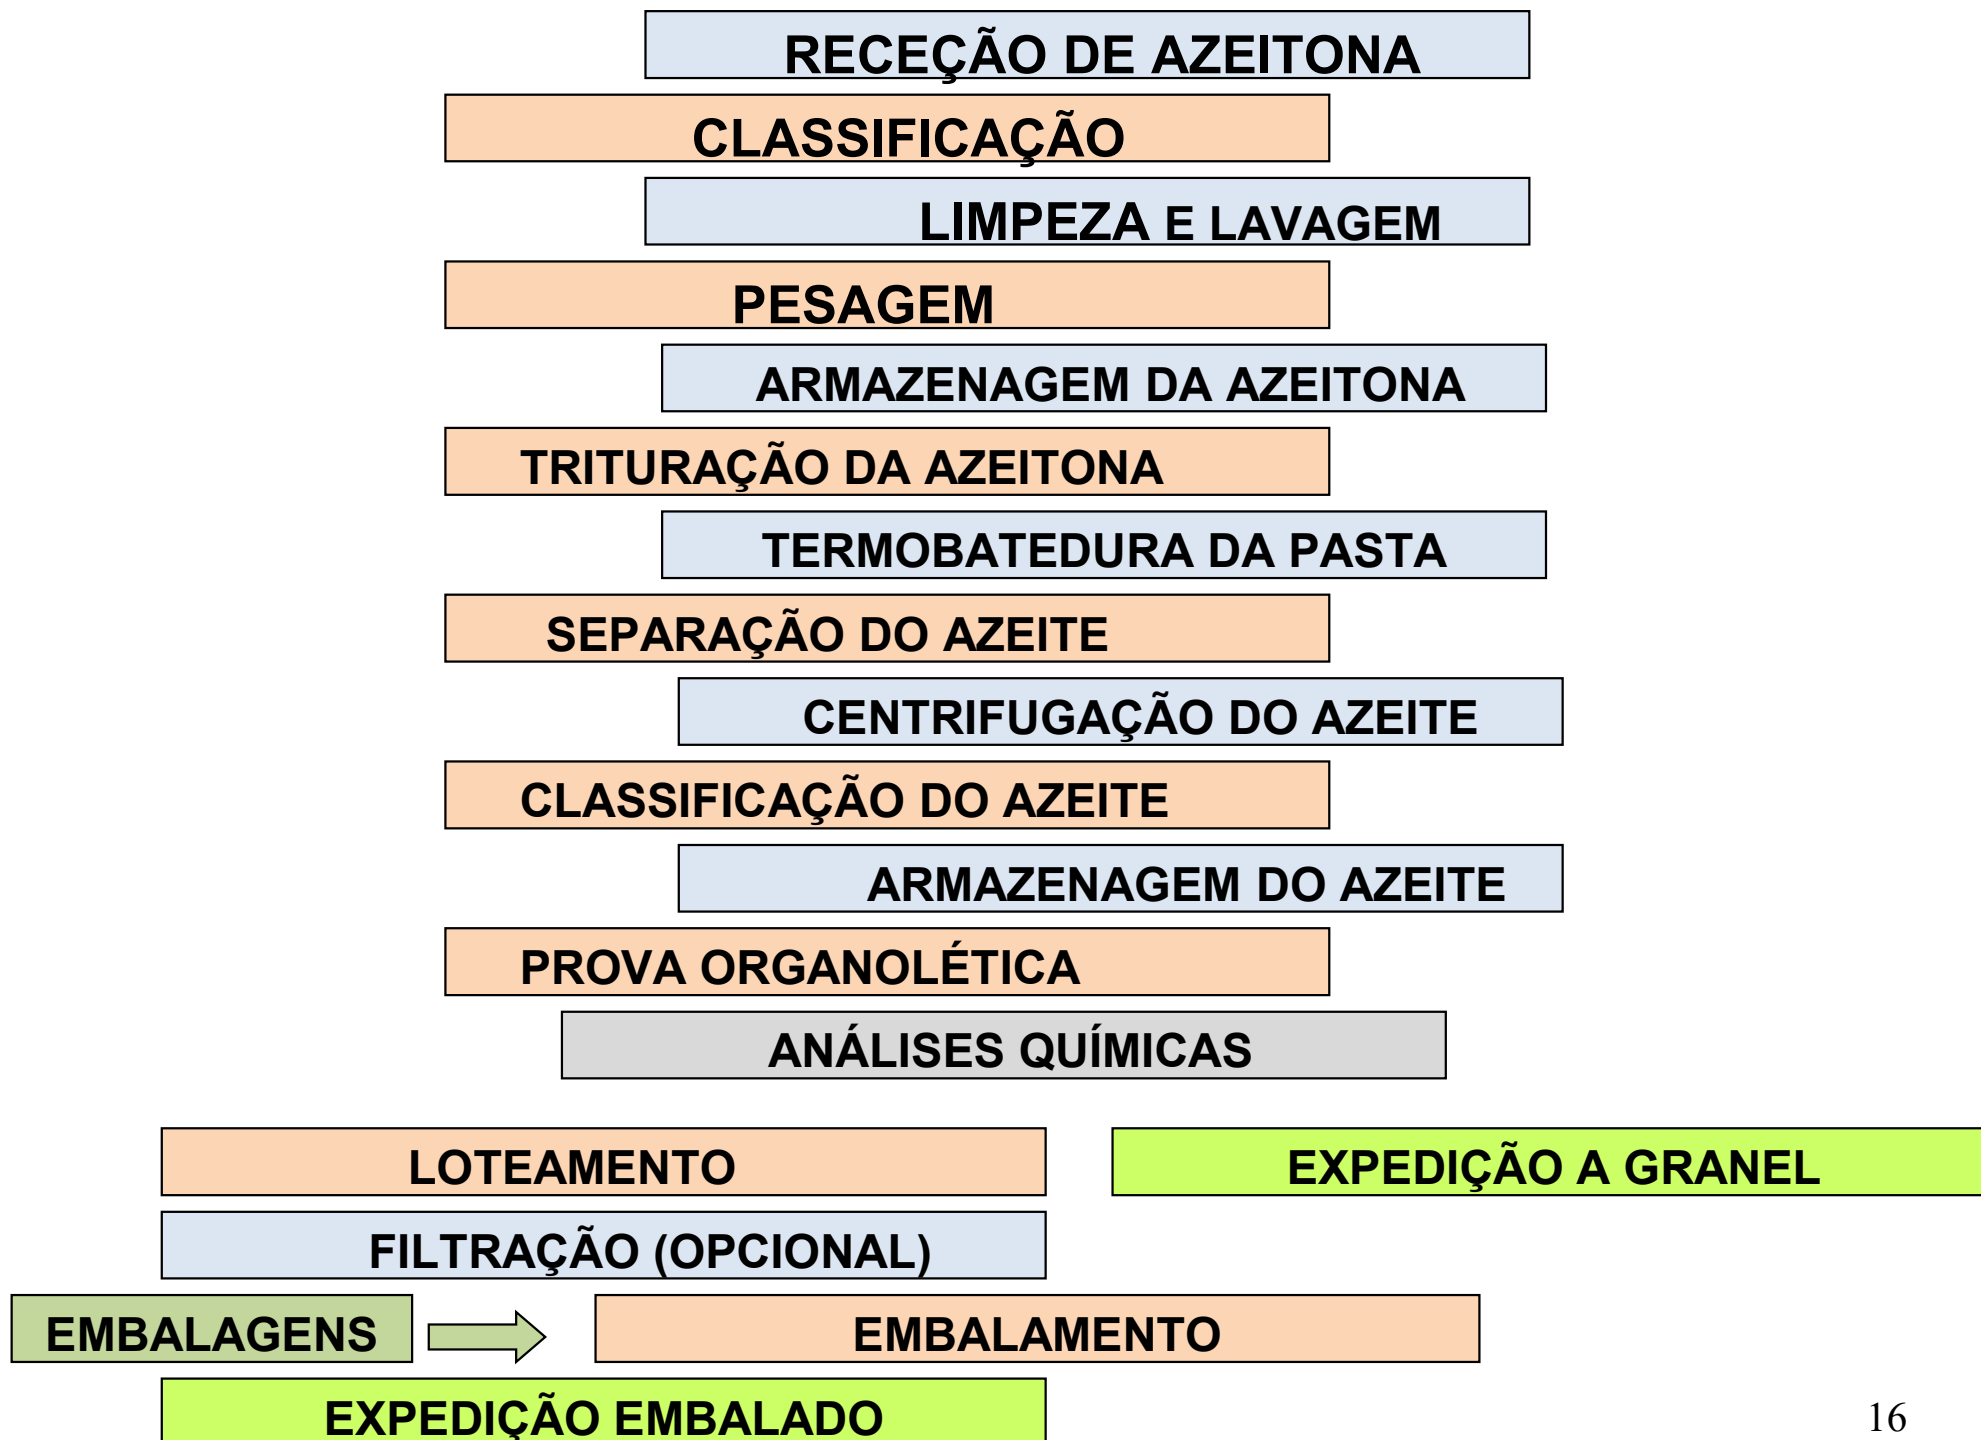 RECEÇÃO DE AZEITONA
CLASSIFICAÇÃO
LIMPEZA E LAVAGEM
PESAGEM
ARMAZENAGEM DA AZEITONA
TRITURAÇÃO DA AZEITONA
TERMOBATEDURA DA PASTA
SEPARAÇÃO DO AZEITE
CENTRIFUGAÇÃO DO AZEITE
CLASSIFICAÇÃO DO AZEITE
ARMAZENAGEM DO AZEITE
PROVA ORGANOLÉTICA
ANÁLISES QUÍMICAS
LOTEAMENTO
EXPEDIÇÃO A GRANEL
FILTRAÇÃO (OPCIONAL)
EMBALAGENS
EMBALAMENTO
EXPEDIÇÃO EMBALADO
16